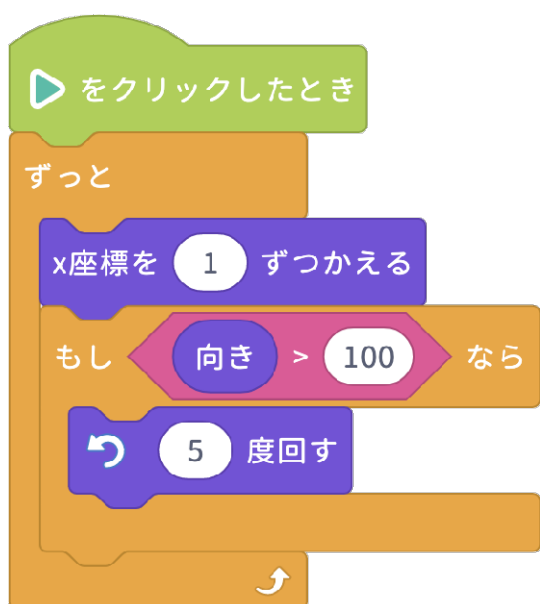 をクリックしたとき
ずっと
x座標を 1 ずつかえる
もし 向き > 100 なら
5 度回す